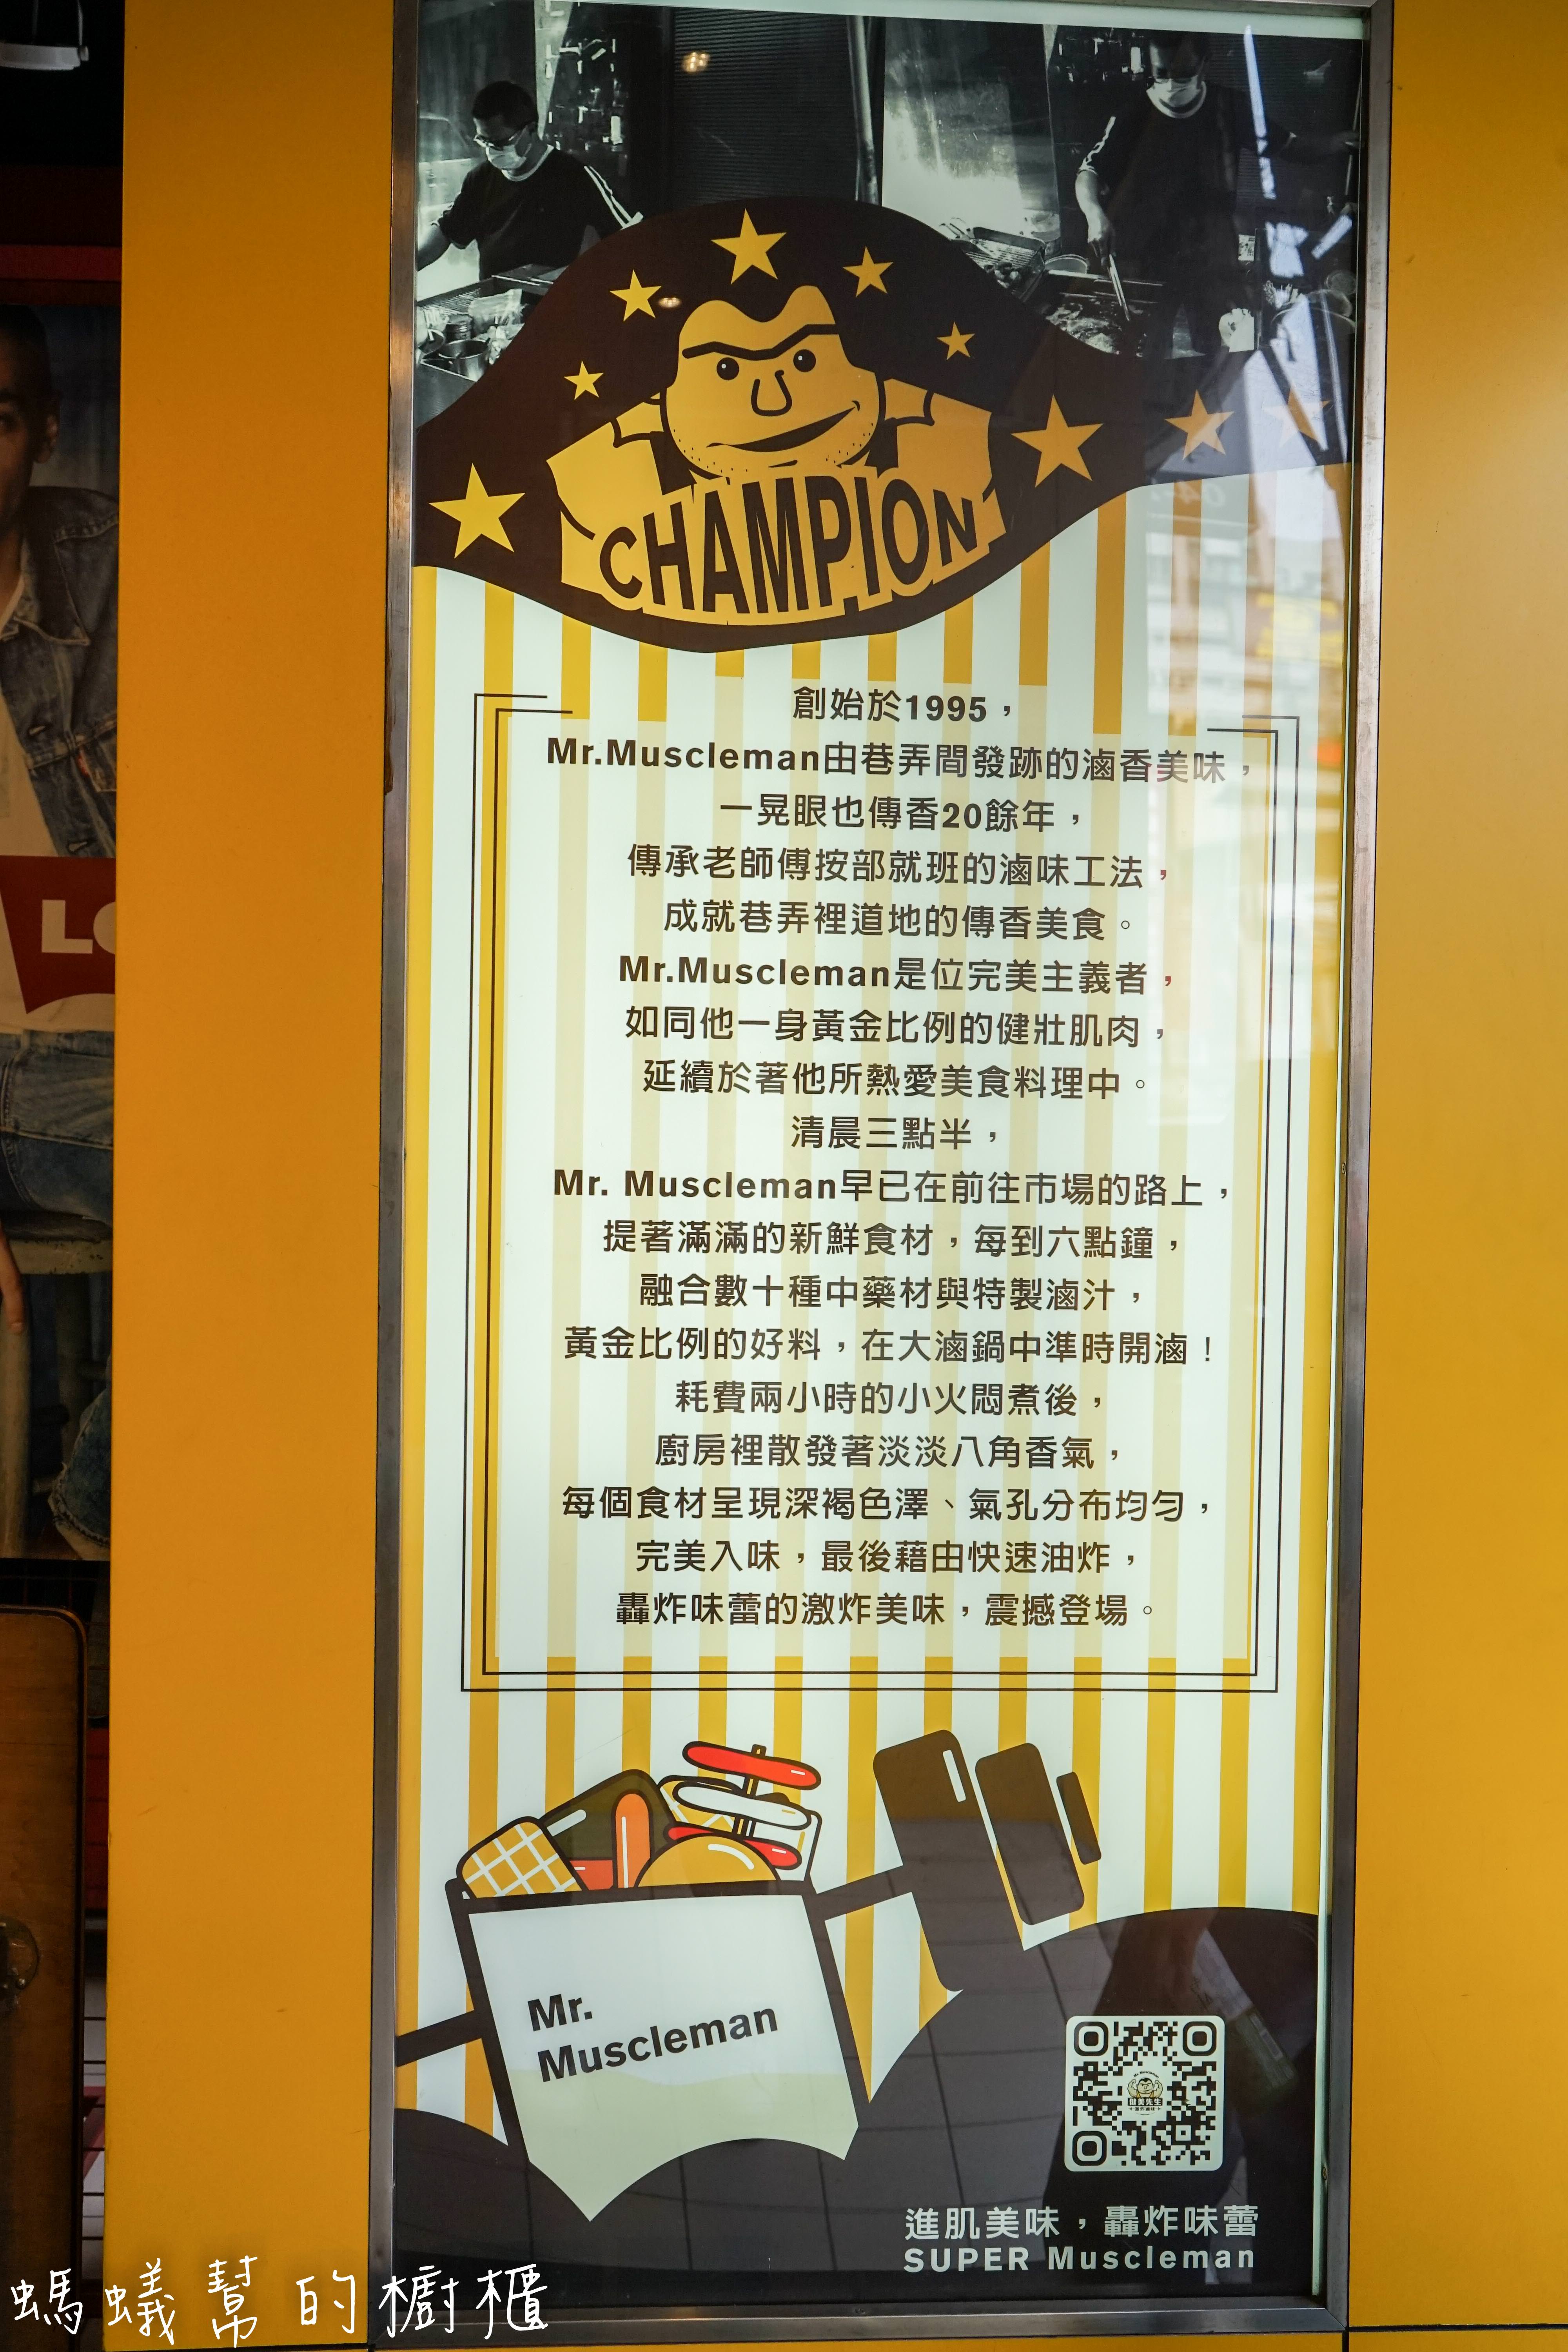 CHAMPION
創始於1995，
Mr.Muscleman由巷弄間發跡的滷香美味，
一晃眼也傳香20餘年，
傳承老師傅按部就班的滷味工法，
成就巷弄裡道地的傳香美食。
Mr.Muscleman是位完美主義者，
如同他一身黃金比例的健壯肌肉，
延續於著他所熱愛美食料理中。
清晨三點半，
Mr. Muscleman早已在前往市場的路上，
提著滿滿的新鮮食材，每到六點鐘，
融合數十種中藥材與特製滷汁，
黃金比例的好料，在大滷鍋中準時開滷！
耗費兩小時的小火悶煮後，
廚房裡散發著淡淡八角香氣，
每個食材呈現深褐色澤、氣孔分布均勻，
完美入味，最後藉由快速油炸，
轟炸味蕾的激炸美味，震撼登場。
Mr.
Muscleman
進肌美味，轟炸味蕾
SUPER Muscleman
螞蟻幫的櫥櫃